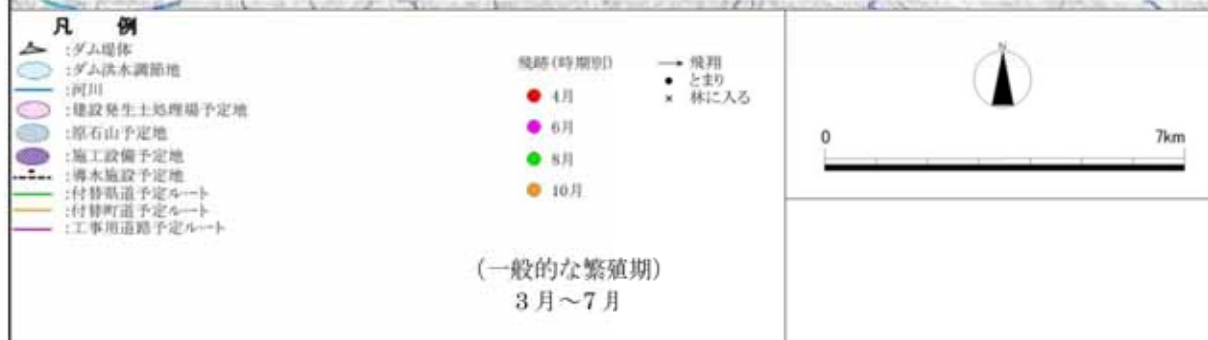 凡　例
:ダム堤体
:ダム洪水調節地
:河川
:建設発生土処理場予定地
:原石山予定地
:施工設備予定地
:導水施設予定地
:付替県道予定ルート
:付替町道予定ルート
:工事用道路予定ルート
飛跡(時期別)
4月
6月
8月
10月
飛翔
とまり
林に入る
(一般的な繁殖期)
3月～7月
N
0 7km